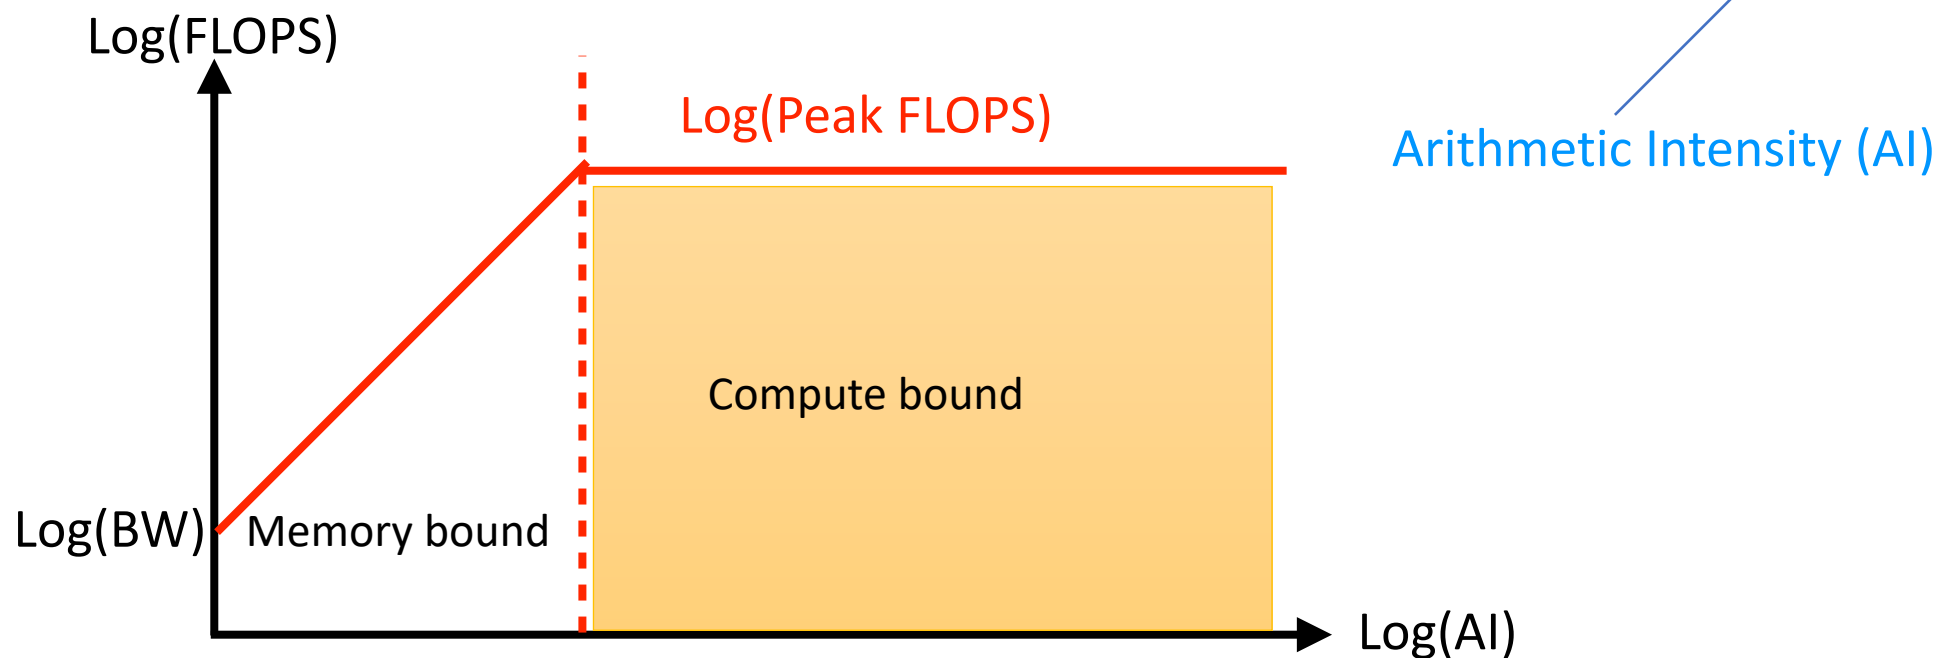 Log(FLOPS)
Log(Peak FLOPS)
Arithmetic Intensity (AI)
Compute bound
Log(BW)
Memory bound
Log(AI)